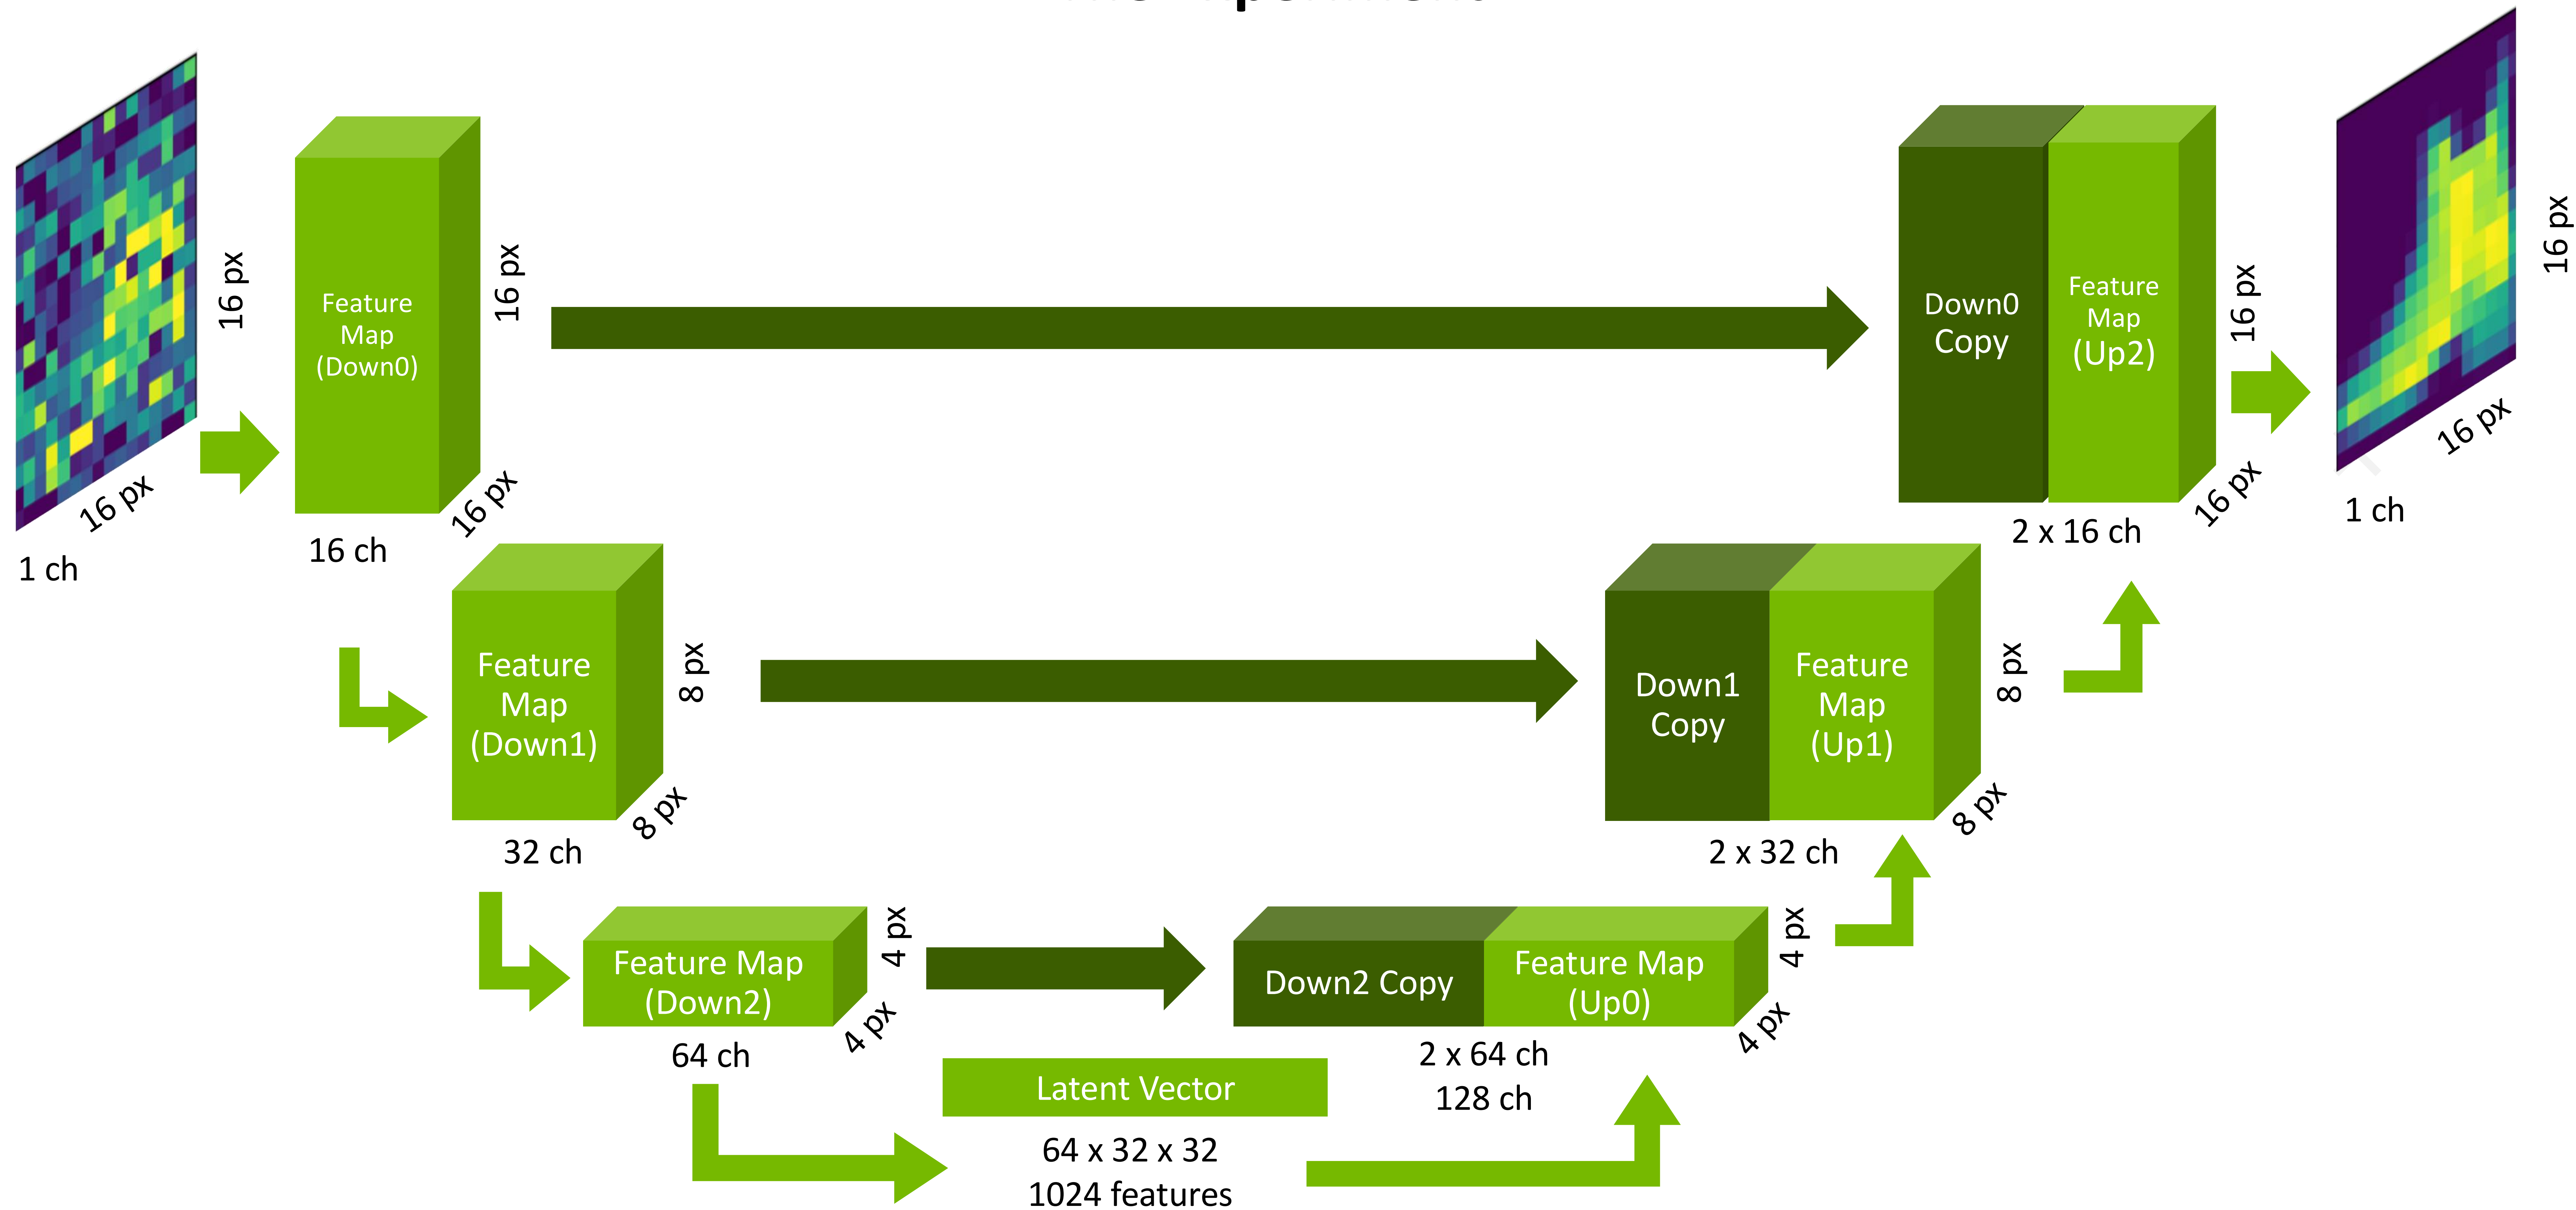 16 px
16 px
1 ch
Feature
Map
(Down0)
16 px
16 px
16 ch
Down0
Copy
Feature
Map
(Up2)
16 px
16 px
2 x 16 ch
16 px
16 px
1 ch
Feature
Map
(Down1)
8 px
8 px
32 ch
Down1
Copy
Feature
Map
(Up1)
8 px
8 px
2 x 32 ch
Feature Map
(Down2)
4 px
4 px
64 ch
Down2 Copy
Feature Map
(Up0)
4 px
4 px
2 x 64 ch
128 ch
Latent Vector
64 x 32 x 32
1024 features